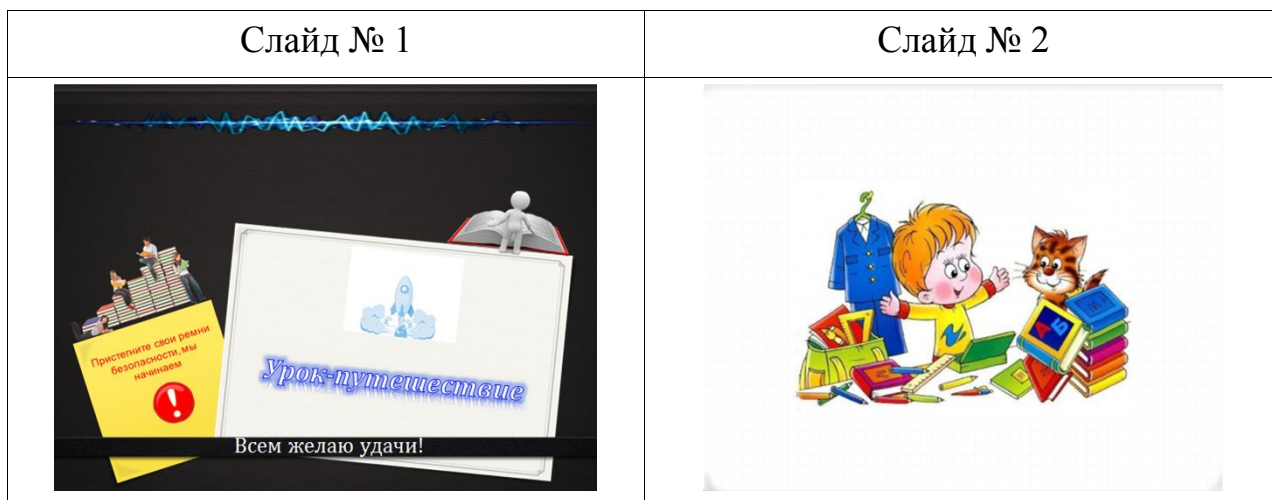 Слайд № 1
Слайд № 2
Пристегните свои ремни
безопасности, мы
начинаем
Урок-путешествие
Всем желаю удачи!
А
Б